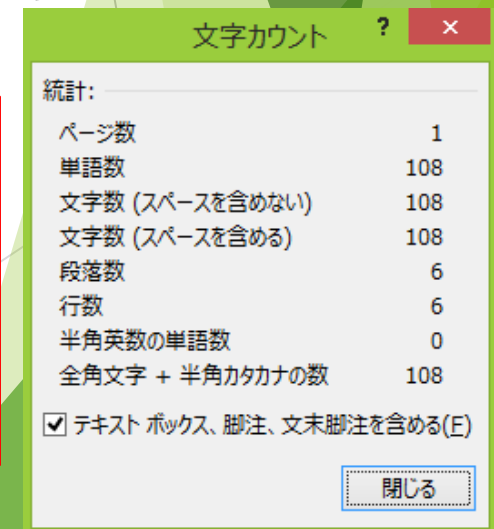 文字カウント ? ×
統計:
ページ数 1
単語数 108
文字数 (スペースを含めない) 108
文字数 (スペースを含める) 108
段落数 6
行数 6
半角英数の単語数 0
全角文字 + 半角カタカナの数 108
テキスト ボックス、脚注、文末脚注を含める(F)
閉じる